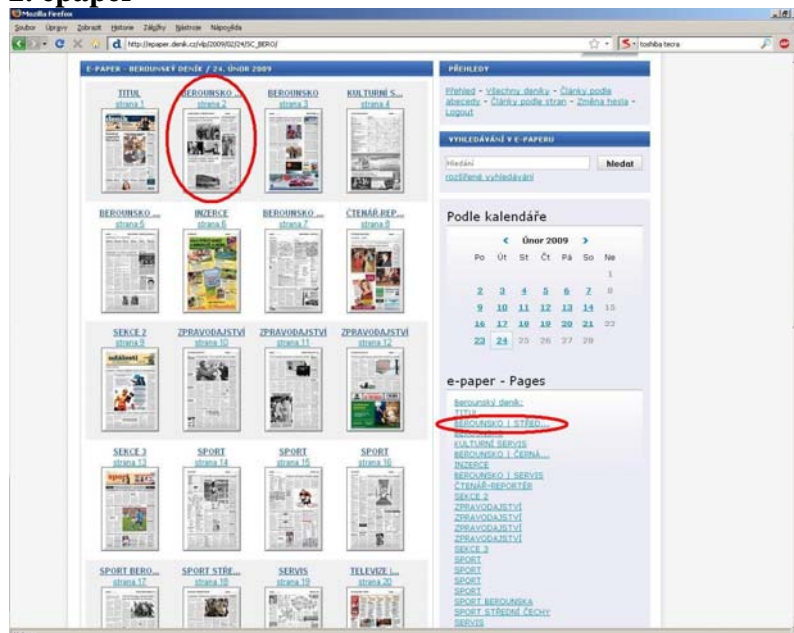 2. epaper
Mozilla Firefox
Soubor Úpravy Zobrazit Historie Záložky Nástroje Nápověda
http://epaper.denik.cz/vlp/2009/02/24/SC_BERO/
toshiba tecra
E-PAPER - BEROUNSKÝ DENÍK / 24. ÚNOR 2009
TITUL BEROUNSKO ... BEROUNSKO KULTURNÍ S...
strana 1 strana 2 strana 3 strana 4
deník
BEROUNSKO ... INZERCE BEROUNSKO ... ČTENÁŘ-REP...
strana 5 strana 6 strana 7 strana 8
SEKCE 2 ZPRAVODAJSTVÍ ZPRAVODAJSTVÍ ZPRAVODAJSTVÍ
strana 9 strana 10 strana 11 strana 12
SEKCE 3 SPORT SPORT SPORT
strana 13 strana 14 strana 15 strana 16
SPORT BERO... SPORT STŘE... SERVIS TELEVIZE |...
strana 17 strana 18 strana 19 strana 20
PŘEHLEDY
Přehled - Všechny deníky - Články podle
abecedy - Články podle stran - Změna hesla -
Logout
VYHLEDÁVÁNÍ V E-PAPERU
Hledání hledat
rozšířené vyhledávání
Podle kalendáře
< Únor 2009 >
Po Út St Čt Pá So Ne
1
2 3 4 5 6 7 8
9 10 11 12 13 14 15
16 17 18 19 20 21 22
23 24 25 26 27 28
e-paper - Pages
Berounský deník:
TITUL
BEROUNSKO | STŘED...
BEROUNSKO
KULTURNÍ SERVIS
BEROUNSKO | ČERNÁ...
INZERCE
BEROUNSKO | SERVIS
ČTENÁŘ-REPORTÉR
SEKCE 2
ZPRAVODAJSTVÍ
ZPRAVODAJSTVÍ
ZPRAVODAJSTVÍ
ZPRAVODAJSTVÍ
SEKCE 3
SPORT
SPORT
SPORT
SPORT
SPORT BEROUNSKA
SPORT STŘEDNÍ ČECHY
SERVIS